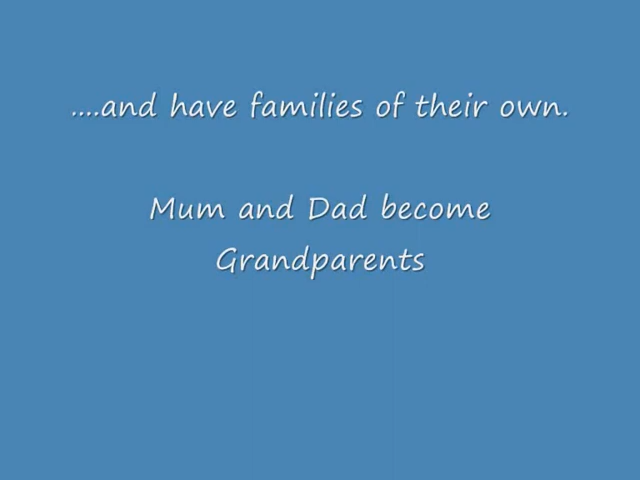 ....and have families of their own.
Mum and Dad become
Grandparents